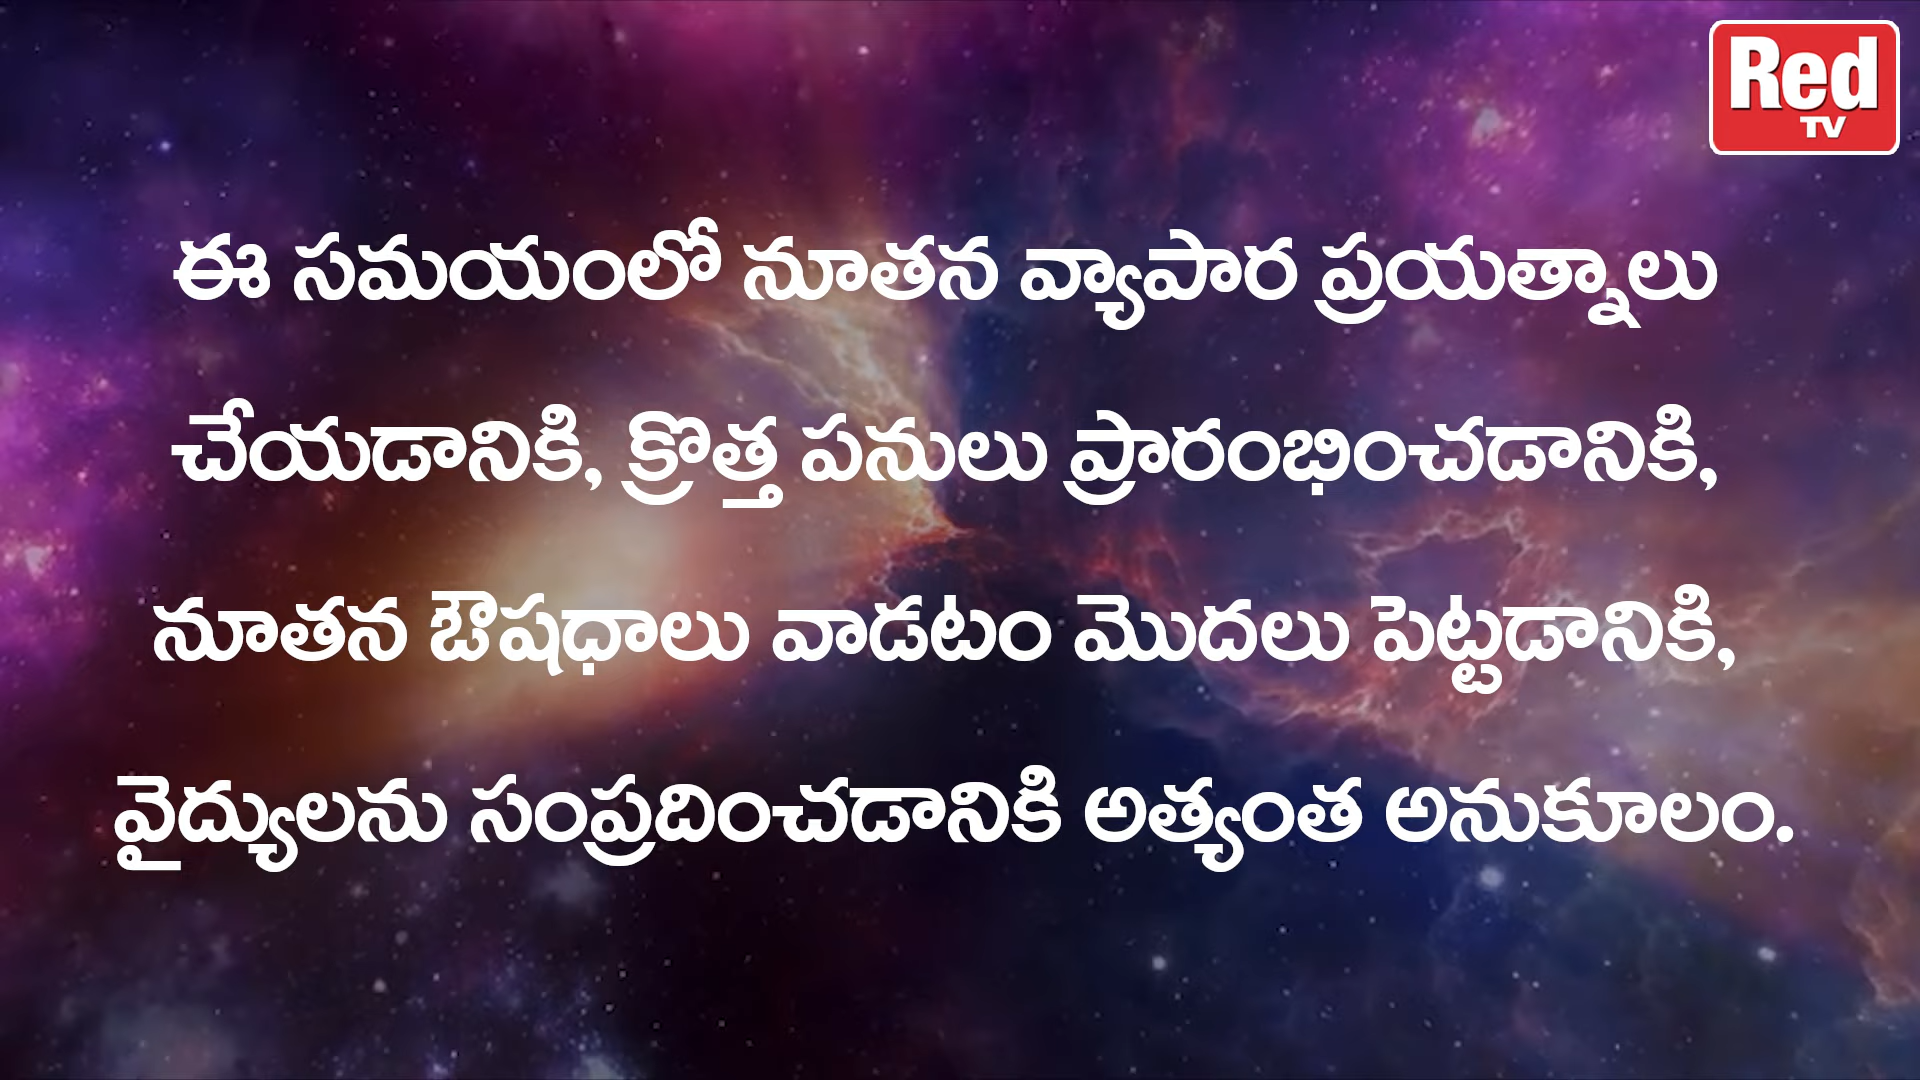 Red
TV
ఈ సమయంలో నూతన వ్యాపార ప్రయత్నాలు
చేయడానికి, క్రొత్త పనులు ప్రారంభించడానికి,
నూతన ఔషధాలు వాడటం మొదలు పెట్టడానికి,
వైద్యులను సంప్రదించడానికి అత్యంత అనుకూలం.